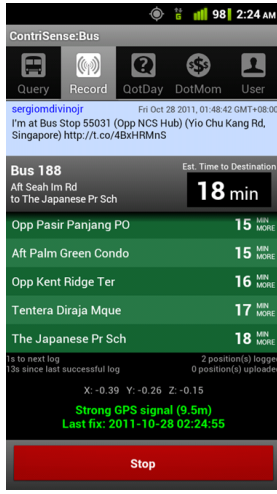 98 2:24 AM
ContriSense:Bus
Query Record QotDay DotMom User
sergiomdivinojr Fri Oct 28 2011, 01:48:42 GMT+08:00
I'm at Bus Stop 55031 (Opp NCS Hub) (Yio Chu Kang Rd,
Singapore) http://t.co/4BxHRMnS
Bus 188 Est. Time to Destination
Aft Seah Im Rd
to The Japanese Pr Sch
18 min
Opp Pasir Panjang PO 15 MIN MORE
Aft Palm Green Condo 15 MIN MORE
Opp Kent Ridge Ter 16 MIN MORE
Tentera Diraja Mque 17 MIN MORE
The Japanese Pr Sch 18 MIN MORE
1s to next log 2 position(s) logged
13s since last successful log 0 position(s) uploaded
X: -0.39 Y: -0.26 Z: -0.15
Strong GPS signal (9.5m)
Last fix: 2011-10-28 02:24:55
Stop